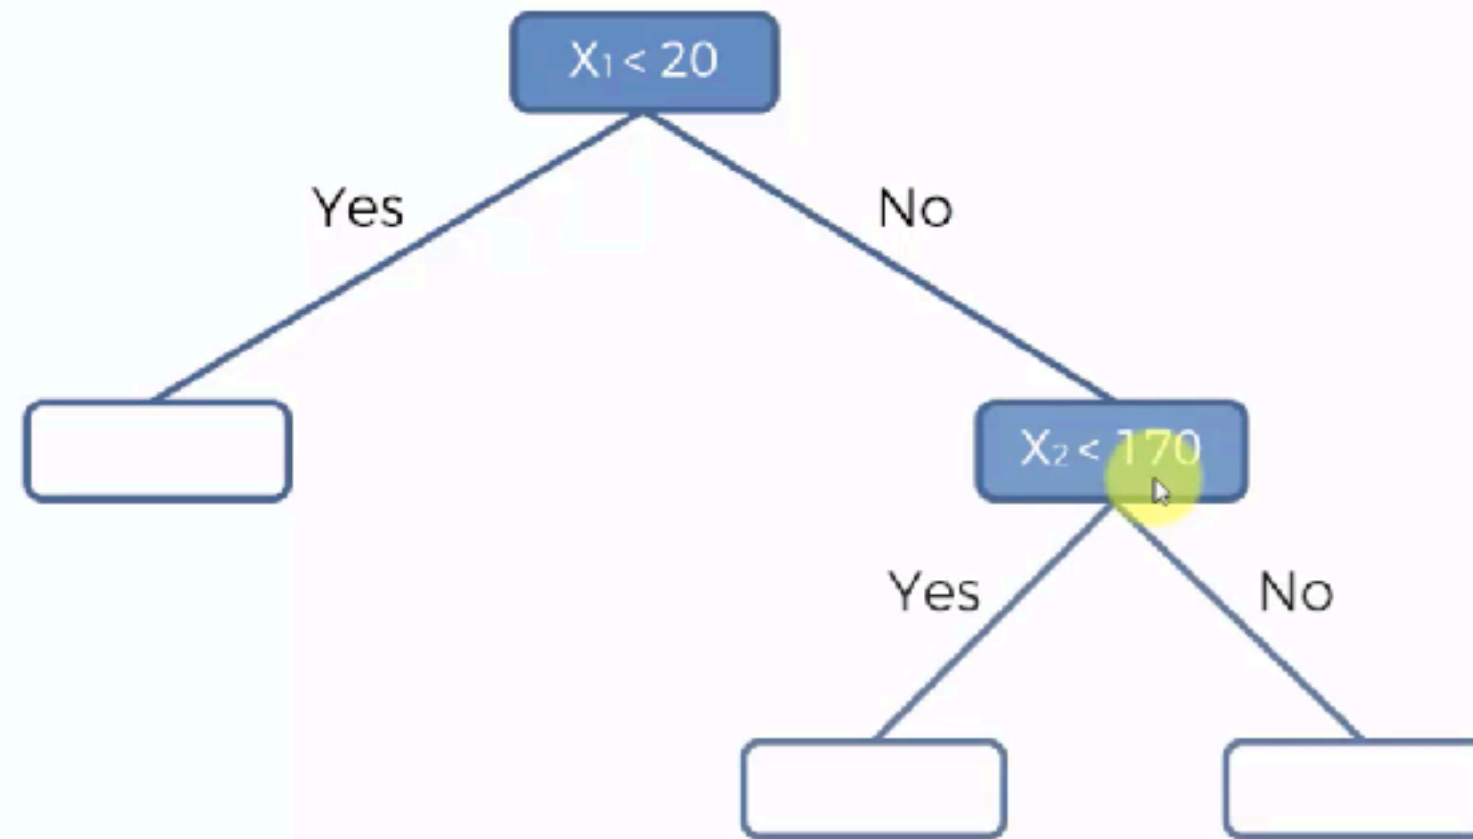 X₁ < 20
Yes
No
X₂ < 170
Yes
No